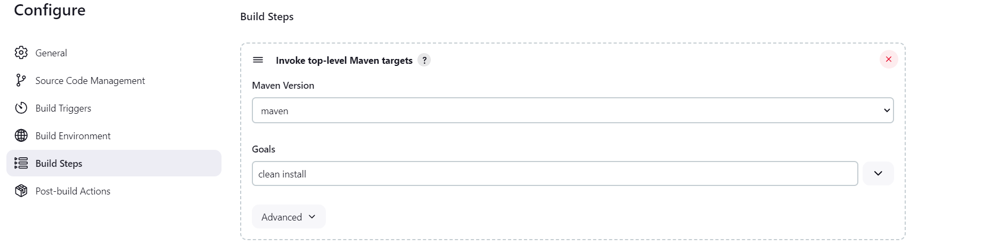 Configure
General
Source Code Management
Build Triggers
Build Environment
Build Steps
Post-build Actions
Build Steps
Invoke top-level Maven targets ?
Maven Version
maven
Goals
clean install
Advanced